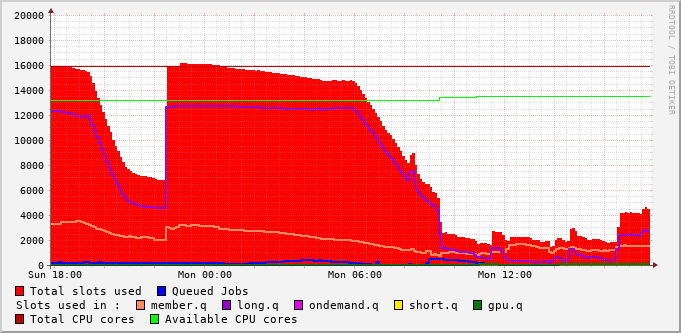 20000
18000
16000
14000
12000
10000
8000
6000
4000
2000
0
Sun 18:00 Mon 00:00 Mon 06:00 Mon 12:00
RRDTOOL / TOBI OETIKER
Total slots used Queued Jobs
Slots used in : member.q long.q ondemand.q short.q gpu.q
Total CPU cores Available CPU cores